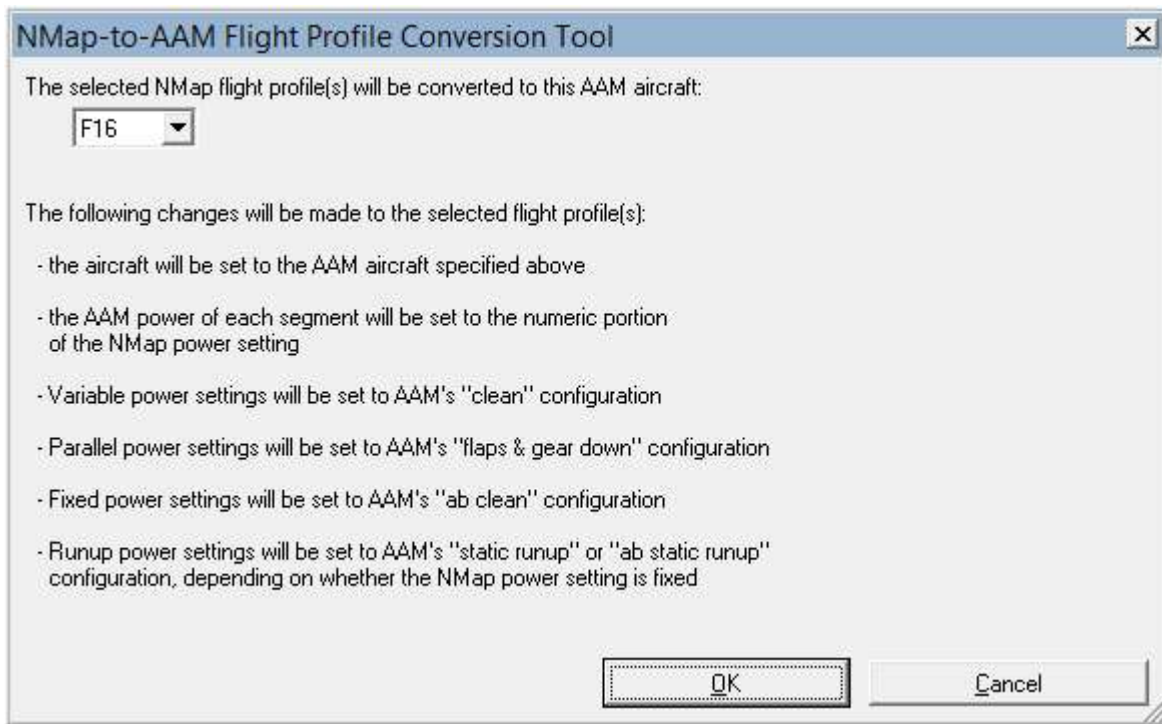 NMap-to-AAM Flight Profile Conversion Tool
The selected NMap flight profile(s) will be converted to this AAM aircraft:
F16
The following changes will be made to the selected flight profile(s):
- the aircraft will be set to the AAM aircraft specified above
- the AAM power of each segment will be set to the numeric portion
of the NMap power setting
- Variable power settings will be set to AAM's "clean" configuration
- Parallel power settings will be set to AAM's "flaps & gear down" configuration
- Fixed power settings will be set to AAM's "ab clean" configuration
- Runup power settings will be set to AAM's "static runup" or "ab static runup"
configuration, depending on whether the NMap power setting is fixed
OK
Cancel